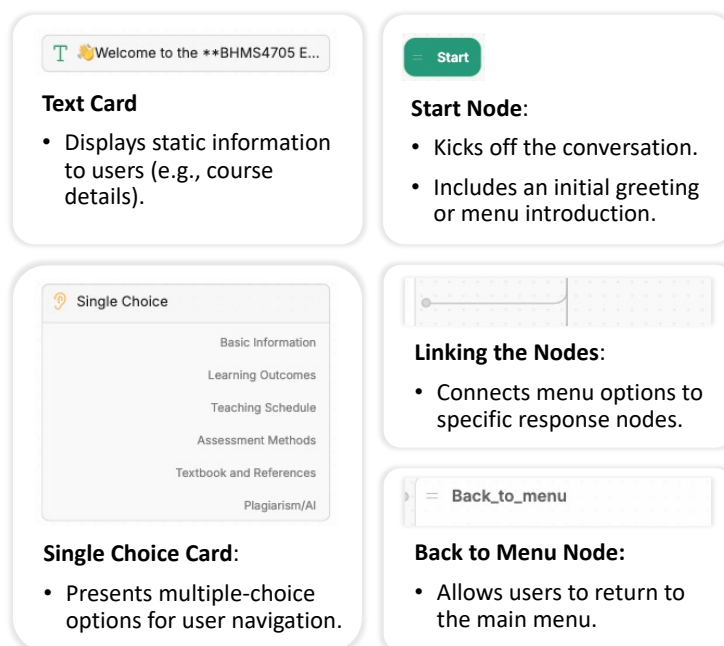 T 👋Welcome to the **BHMS4705 E...
Text Card
• Displays static information
to users (e.g., course
details).
Start
Start Node:
• Kicks off the conversation.
• Includes an initial greeting
or menu introduction.
Single Choice
Basic Information
Learning Outcomes
Teaching Schedule
Assessment Methods
Textbook and References
Plagiarism/AI
Single Choice Card:
• Presents multiple-choice
options for user navigation.
Linking the Nodes:
• Connects menu options to
specific response nodes.
Back_to_menu
Back to Menu Node:
• Allows users to return to
the main menu.